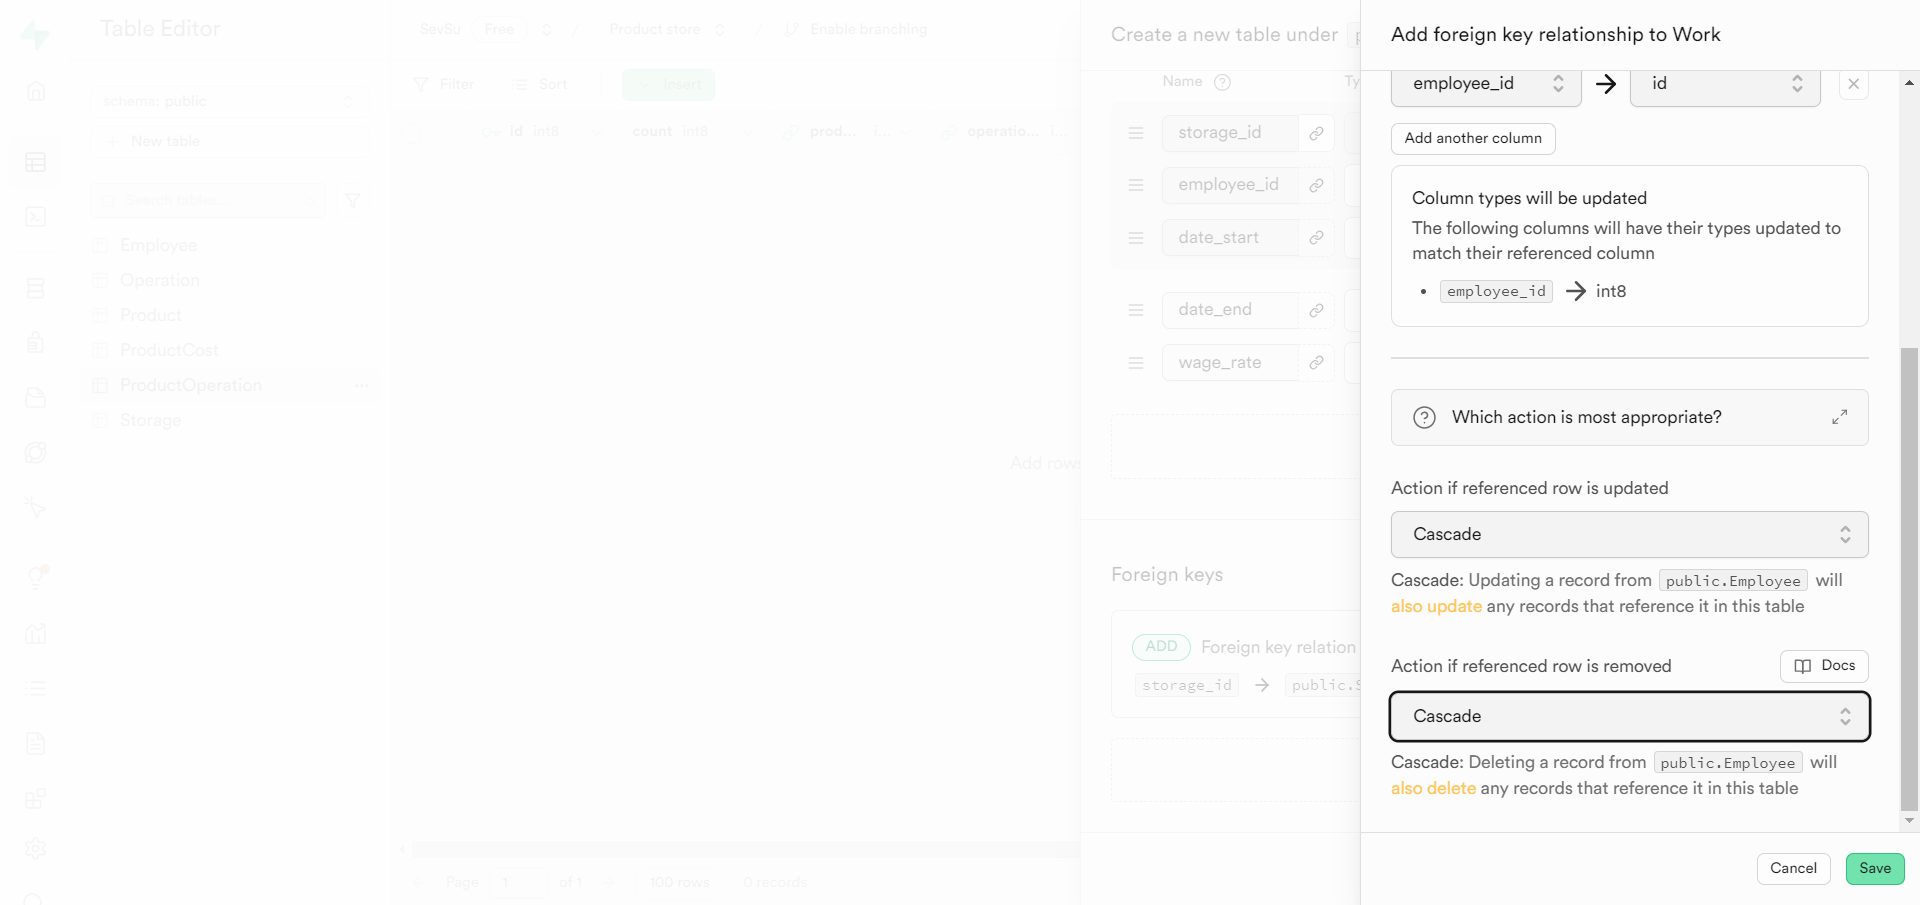 Table Editor
SevSu Free / Product store / Enable branching
schema: public
New table
Search tables...
Employee
Operation
Product
ProductCost
ProductOperation
Storage
Filter Sort Insert
id int8 count int8 prod... i... operatio... i...
Add rows
Page 1 of 1 100 rows 0 records
Create a new table under
Name
storage_id
employee_id
date_start
date_end
wage_rate
Foreign keys
ADD Foreign key relation
storage_id → public.S
Add foreign key relationship to Work
employee_id → id
Add another column
Column types will be updated
The following columns will have their types updated to
match their referenced column
• employee_id → int8
Which action is most appropriate?
Action if referenced row is updated
Cascade
Cascade: Updating a record from public.Employee will
also update any records that reference it in this table
Action if referenced row is removed Docs
Cascade
Cascade: Deleting a record from public.Employee will
also delete any records that reference it in this table
Cancel Save